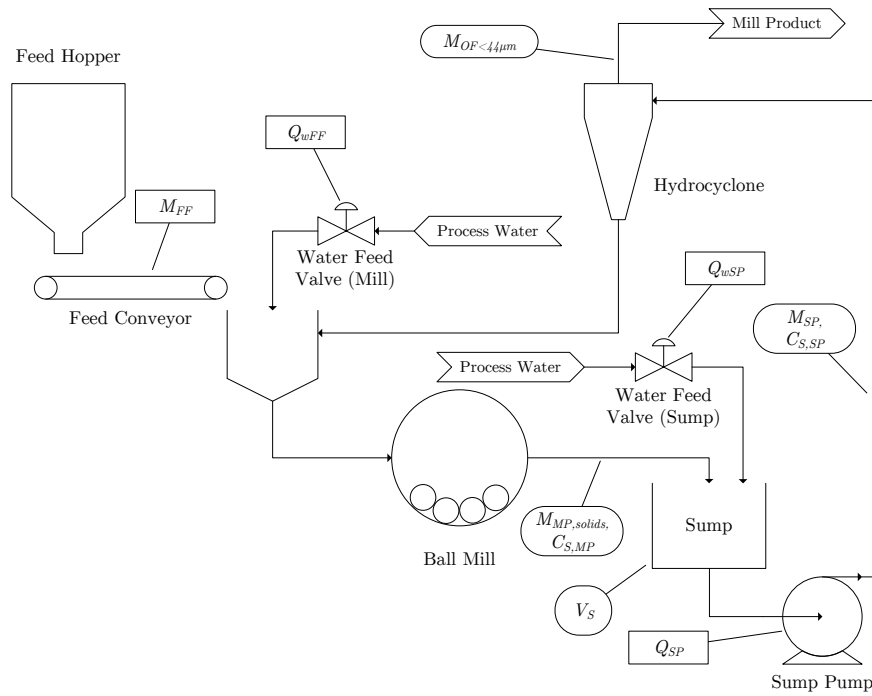 Mill Product
M_{OF<44μm}
Feed Hopper
Q_{wFF}
Hydrocyclone
M_{FF}
Process Water
Water Feed
Valve (Mill)
Q_{wSP}
Feed Conveyor
M_{SP},
C_{S,SP}
Process Water
Water Feed
Valve (Sump)
M_{MP,solids},
C_{S,MP}
Sump
Ball Mill
V_S
Q_{SP}
Sump Pump